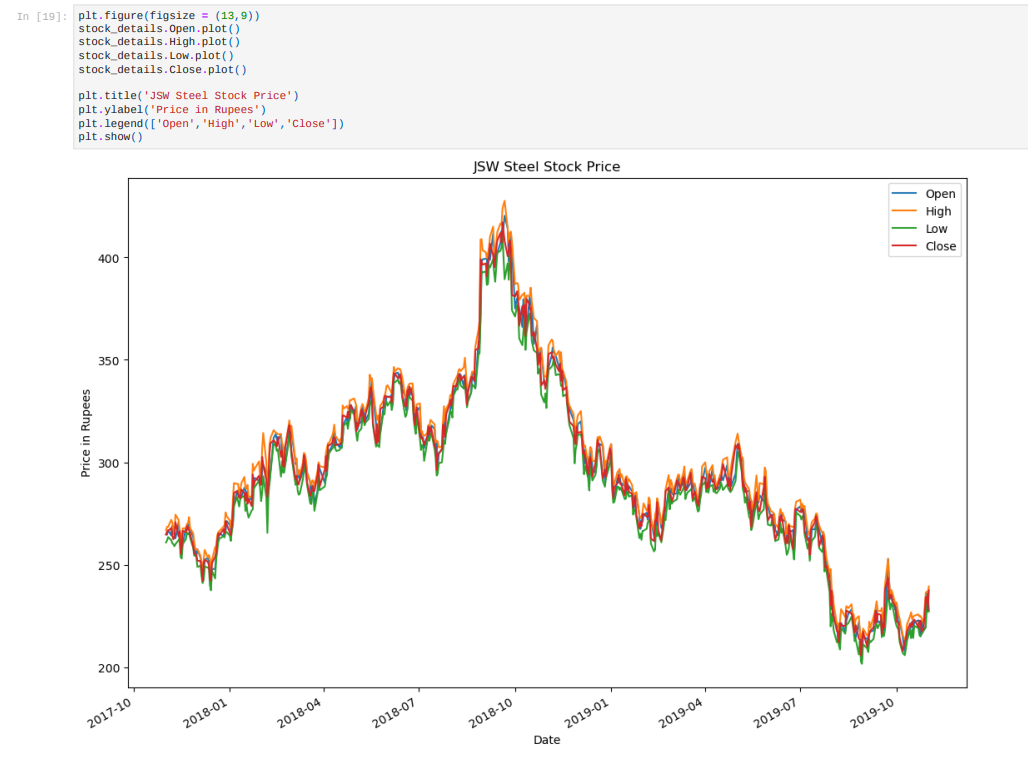 In [19]:
plt.figure(figsize = (13,9))
stock_details.Open.plot()
stock_details.High.plot()
stock_details.Low.plot()
stock_details.Close.plot()
plt.title('JSW Steel Stock Price')
plt.ylabel('Price in Rupees')
plt.legend(['Open','High','Low','Close'])
plt.show()
JSW Steel Stock Price
Open
High
Low
Close
400
350
300
250
200
Price in Rupees
2017-10
2018-01
2018-04
2018-07
2018-10
2019-01
2019-04
2019-07
2019-10
Date